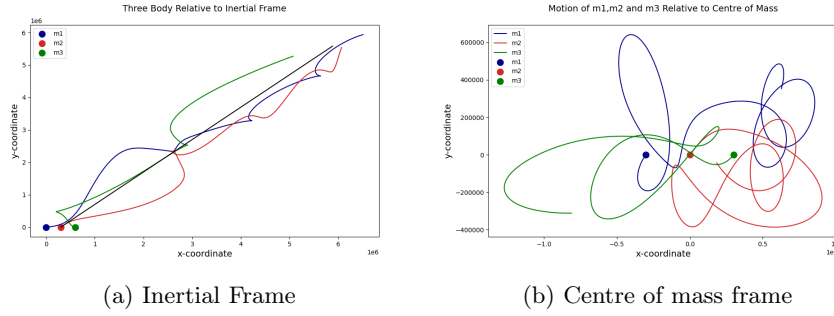 Three Body Relative to Inertial Frame
1e6
6
5
4
3
2
1
0
y-coordinate
m1
m2
m3
0
1
2
3
4
5
6
1e6
x-coordinate
(a) Inertial Frame
Motion of m1,m2 and m3 Relative to Centre of Mass
600000
400000
200000
0
−200000
−400000
y-coordinate
m1
m2
m3
m1
m2
m3
−1.0
−0.5
0.0
0.5
x-coordinate
(b) Centre of mass frame